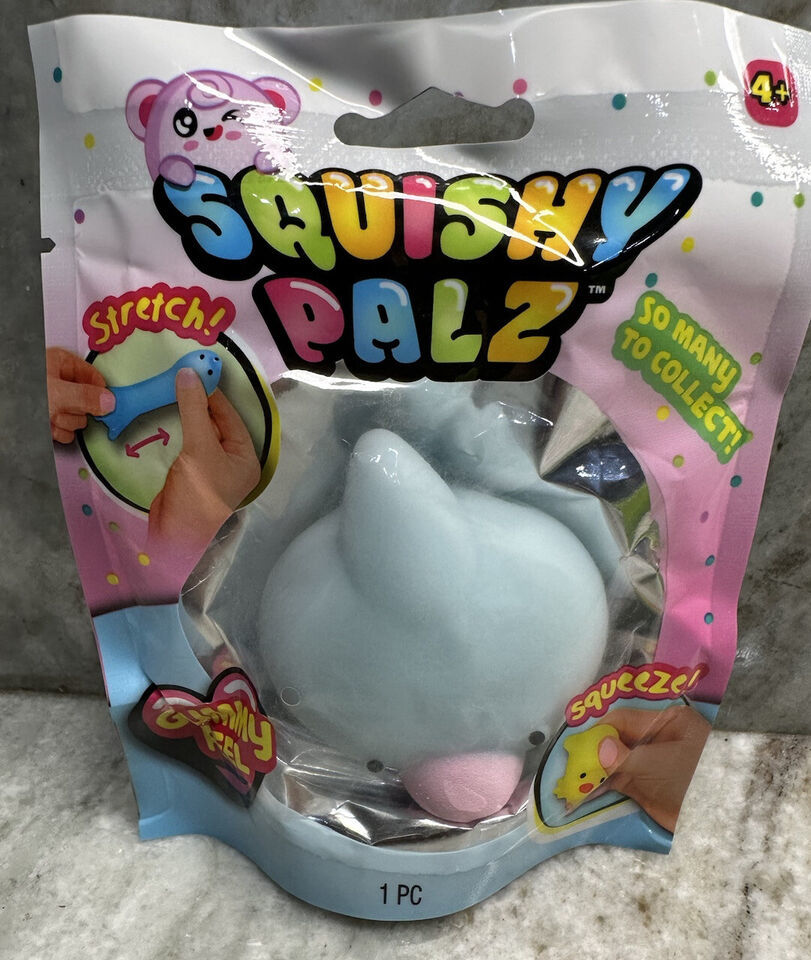 4+
SQUISHY
PALZ™
Stretch!
SO MANY
TO COLLECT!
GUMMY
FEEL
squeeze!
1 PC